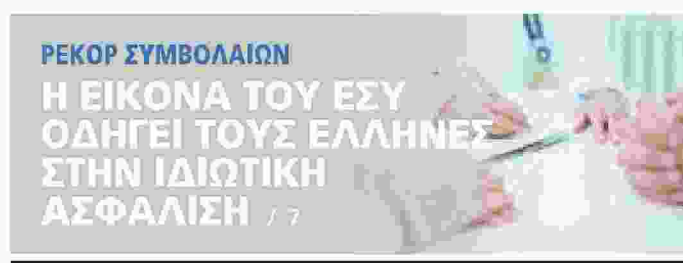 ΡΕΚΟΡ ΣΥΜΒΟΛΑΙΩΝ
Η ΕΙΚΟΝΑ ΤΟΥ ΕΣΥ
ΟΔΗΓΕΙ ΤΟΥΣ ΕΛΛΗΝΕΣ
ΣΤΗΝ ΙΔΙΩΤΙΚΗ
ΑΣΦΑΛΙΣΗ / 7